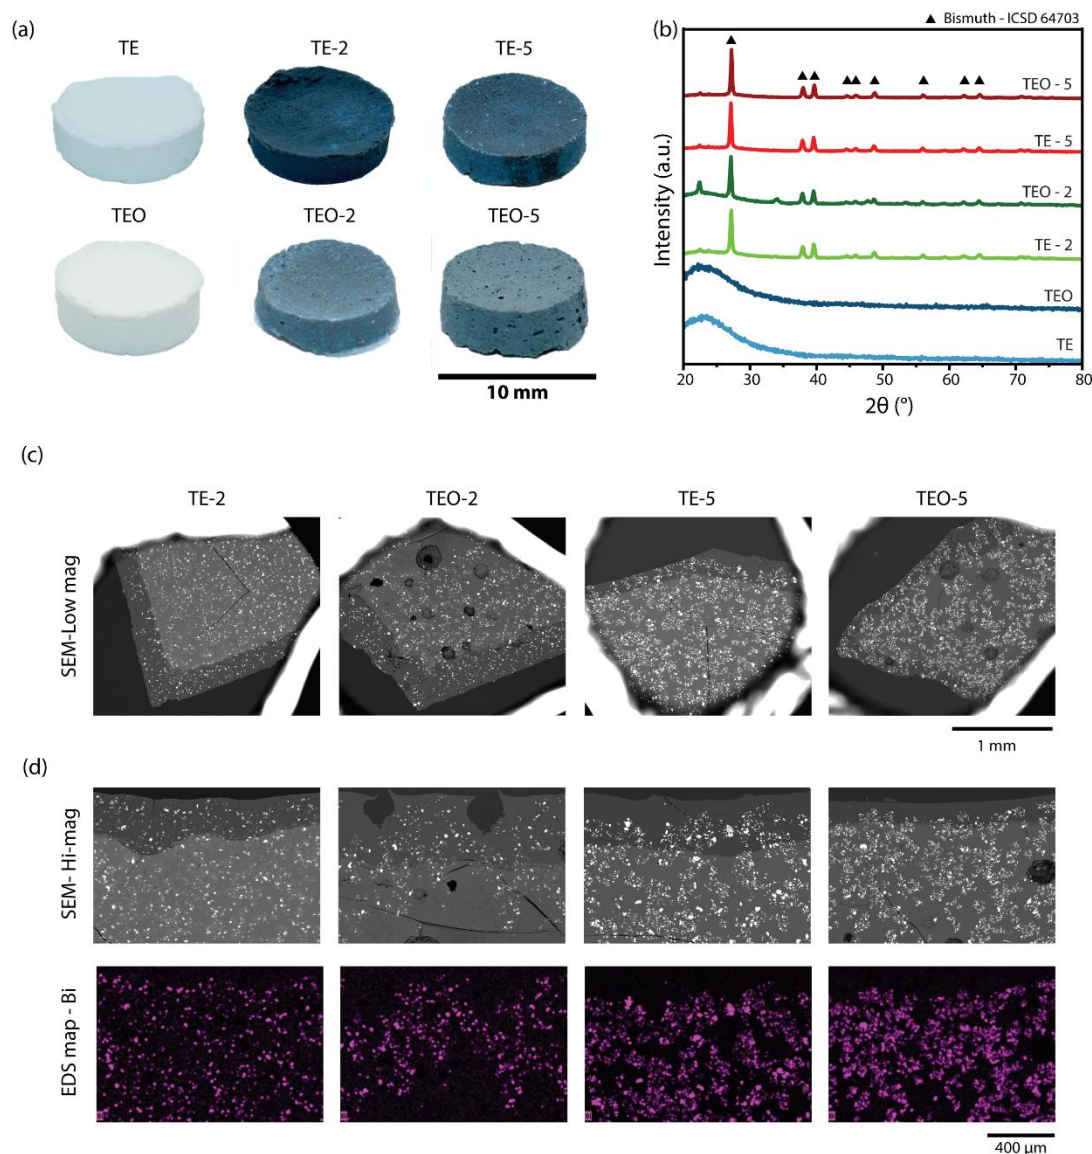 (a)
TE
TE-2
TE-5
TEO
TEO-2
TEO-5
10 mm
(b)
▲ Bismuth - ICSD 64703
TEO - 5
TE - 5
TEO - 2
TE - 2
TEO
TE
Intensity (a.u.)
20 30 40 50 60 70 80
2θ (°)
(c)
TE-2
TEO-2
TE-5
TEO-5
SEM-Low mag
1 mm
(d)
SEM- Hi-mag
EDS map - Bi
400 μm